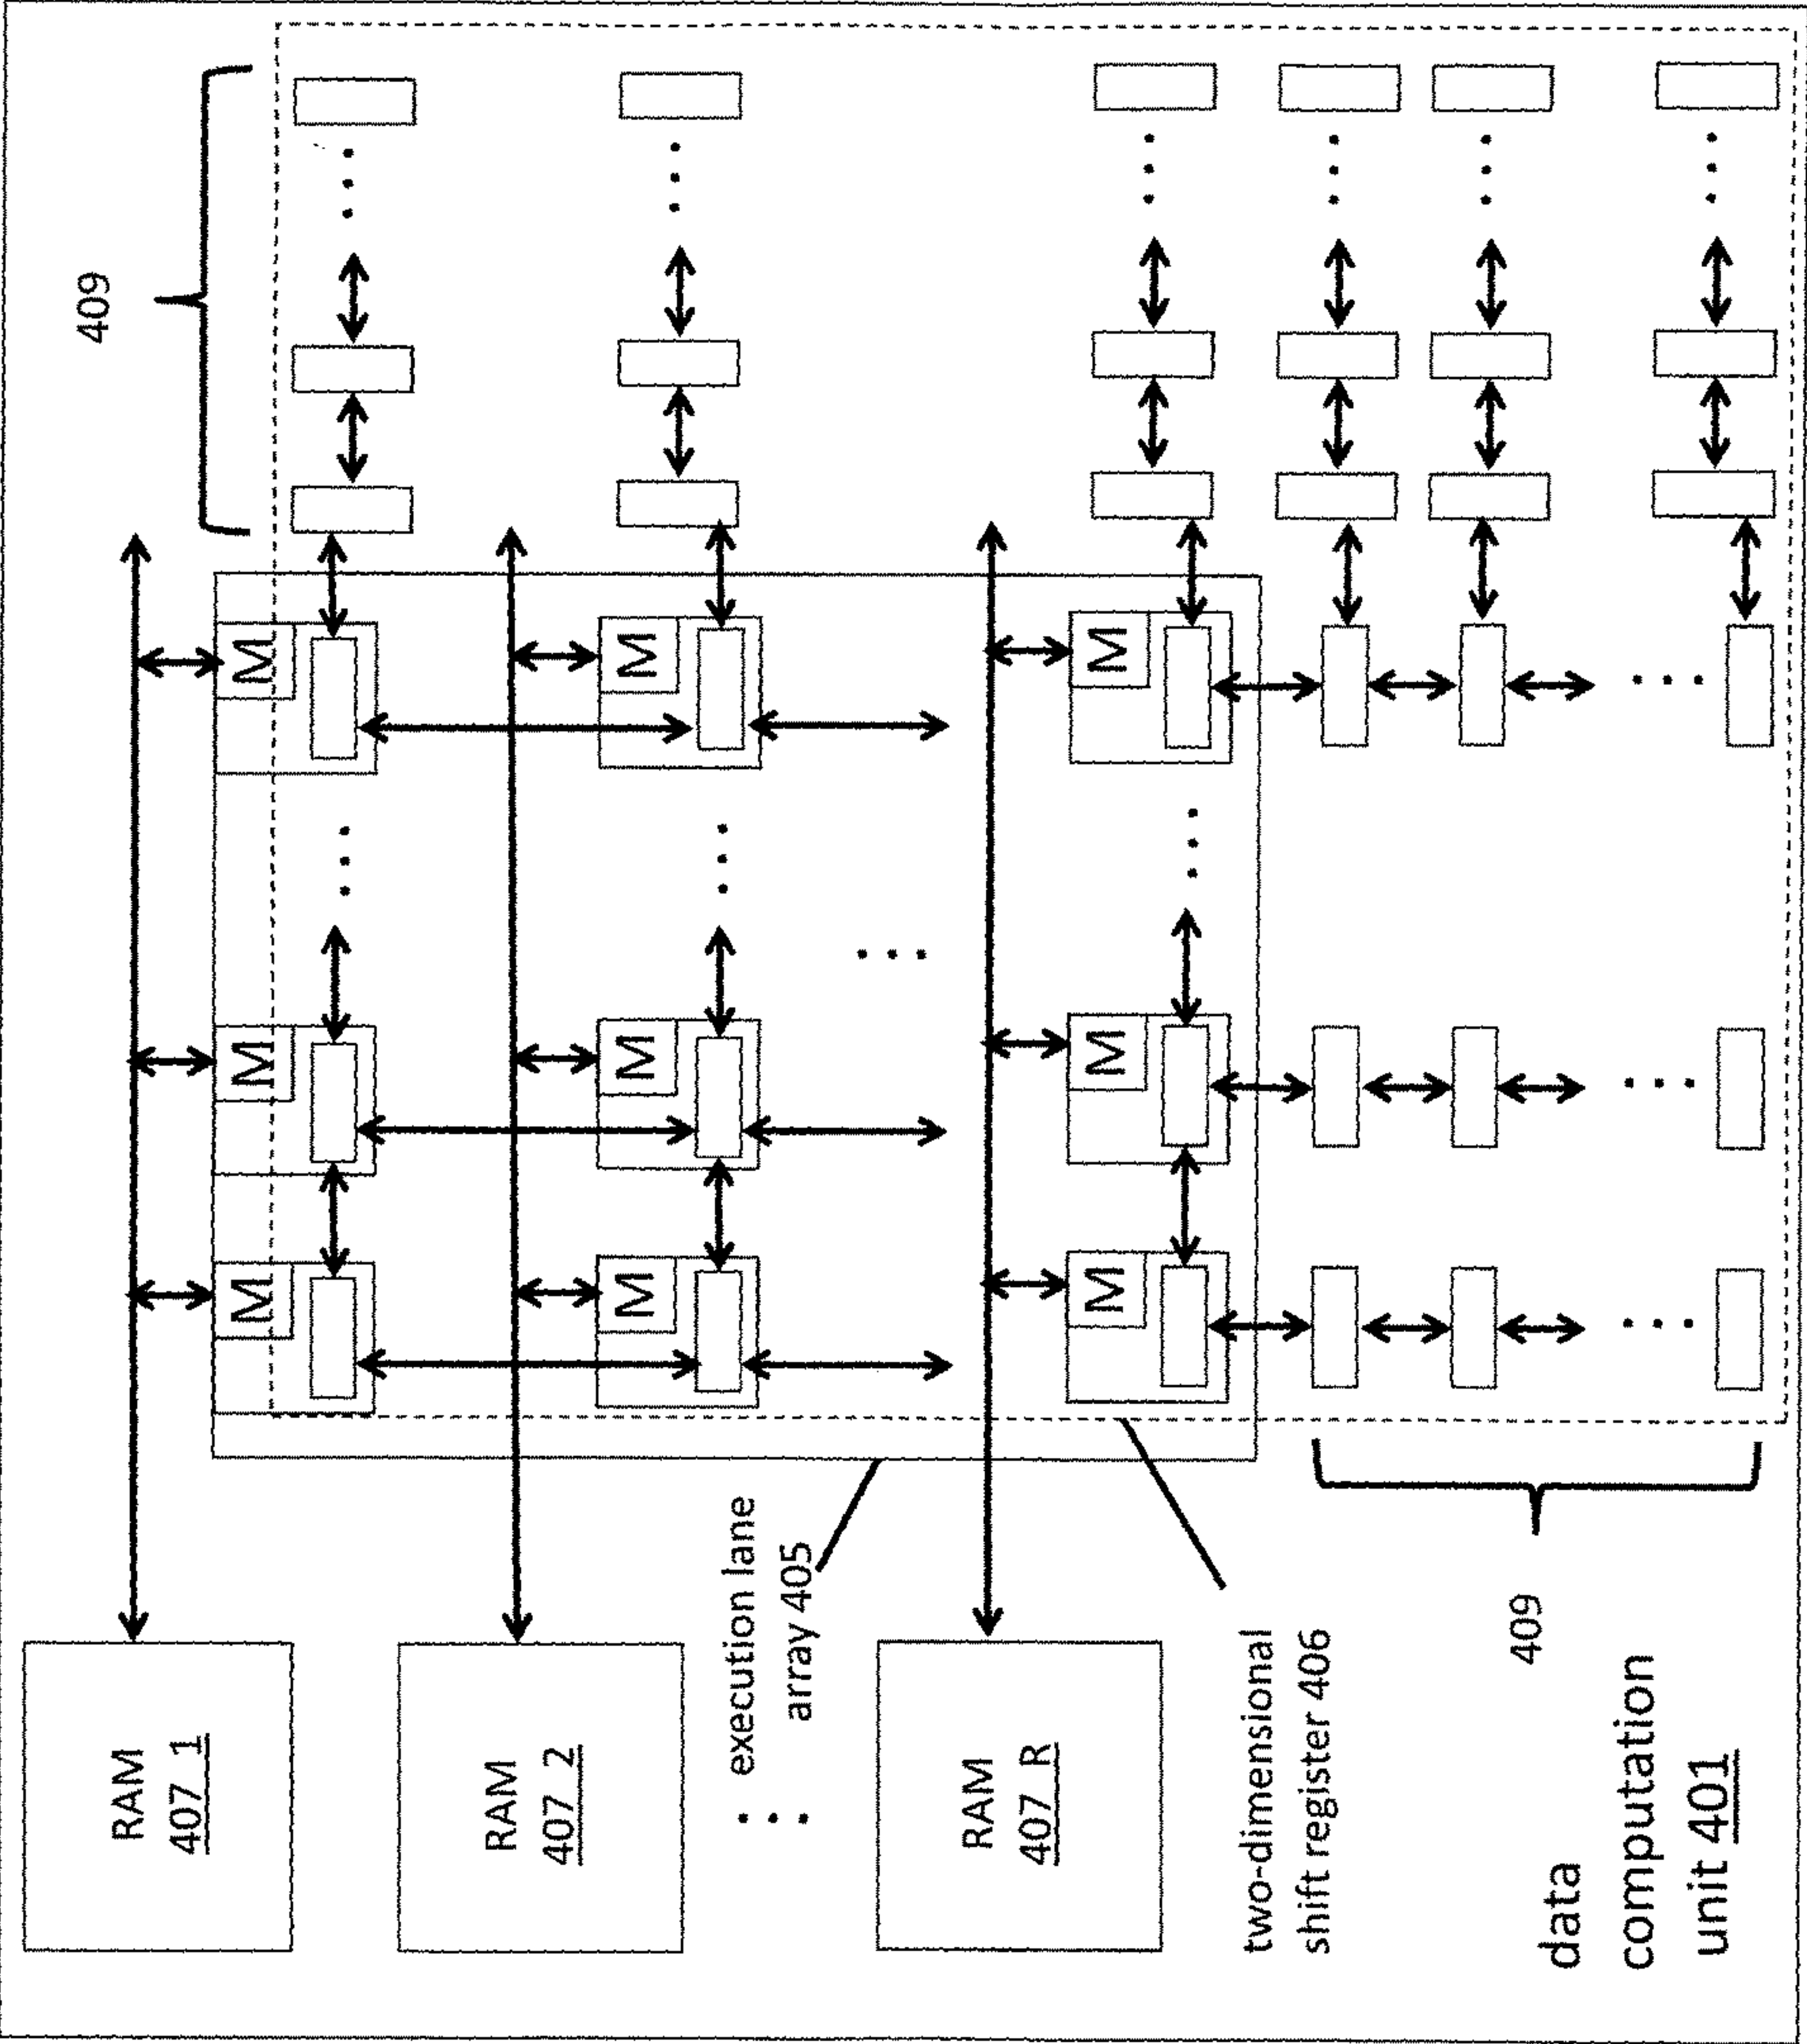 409
M
M
M
M
M
M
M
M
M
RAM
407_1
RAM
407_2
RAM
407_R
execution lane
array 405
two-dimensional
shift register 406
409
data
computation
unit 401